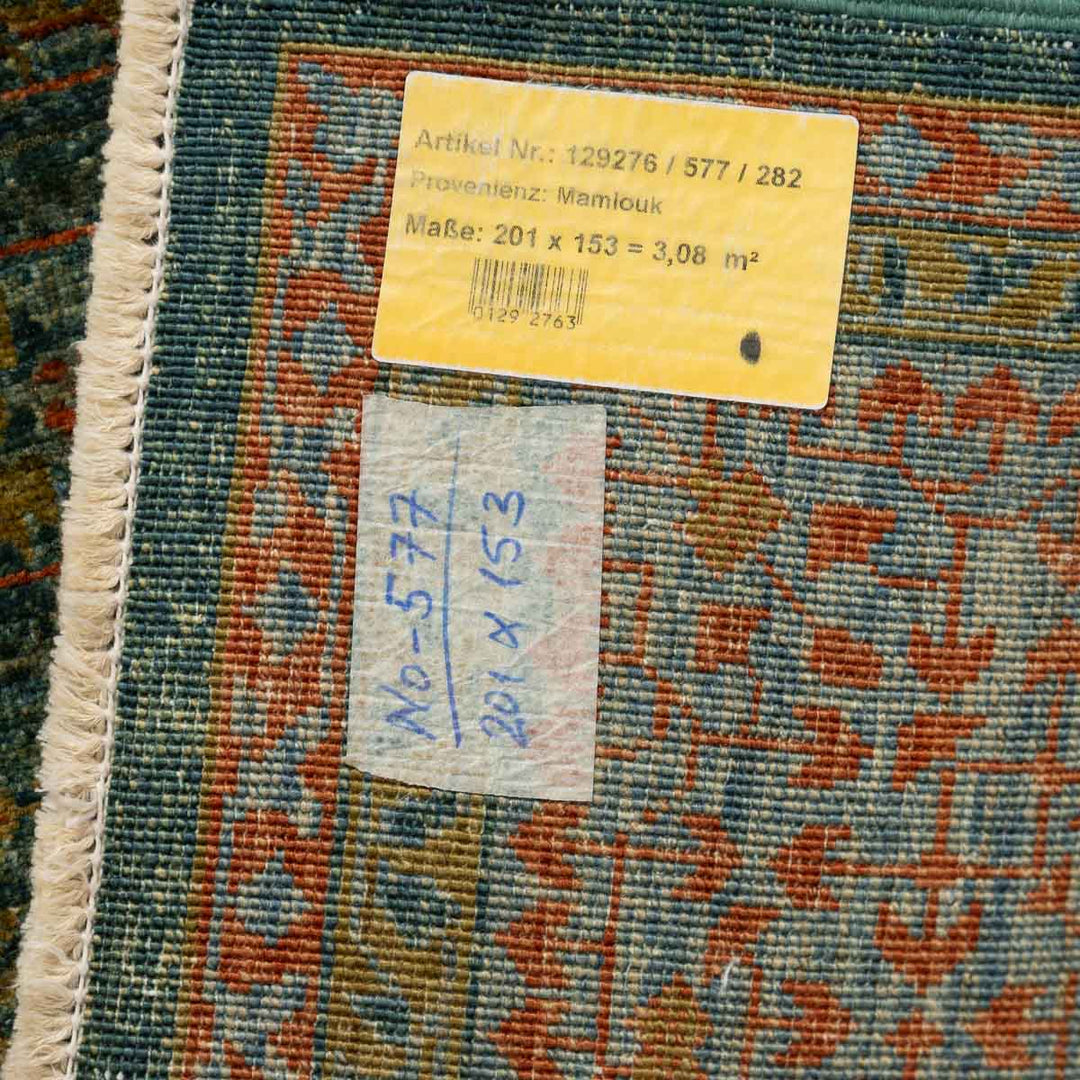 Artikel Nr.: 129276 / 577 / 282
Provenienz: Mamlouk
Maße: 201 x 153 = 3,08 m²
0129 2763
No-577
201 x 153